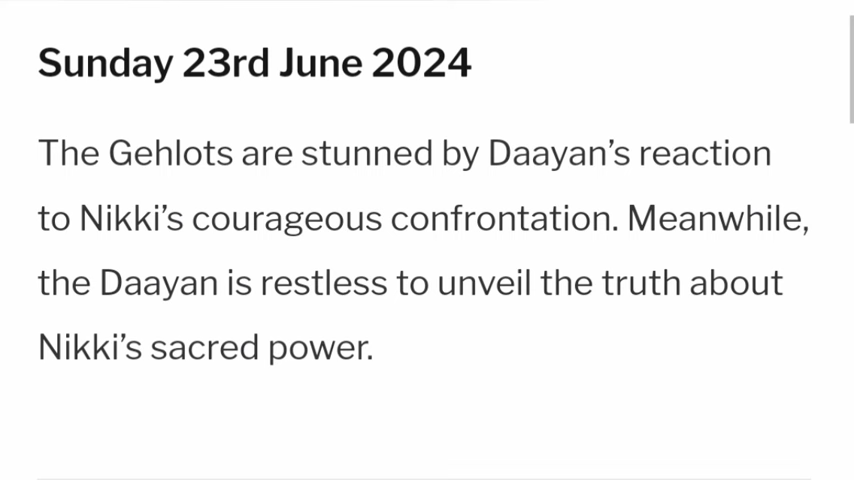 Sunday 23rd June 2024
The Gehlots are stunned by Daayan’s reaction
to Nikki’s courageous confrontation. Meanwhile,
the Daayan is restless to unveil the truth about
Nikki’s sacred power.